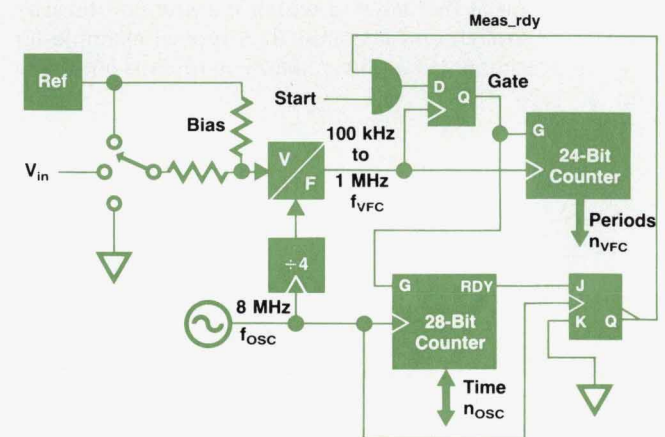 Meas_rdy
Ref
Start
D
Q
Gate
Bias
V_in
V
F
100 kHz
to
1 MHz
f_VFC
G
24-Bit
Counter
Periods
n_VFC
÷4
8 MHz
f_OSC
G
RDY
28-Bit
Counter
J
K
Q
Time
n_OSC